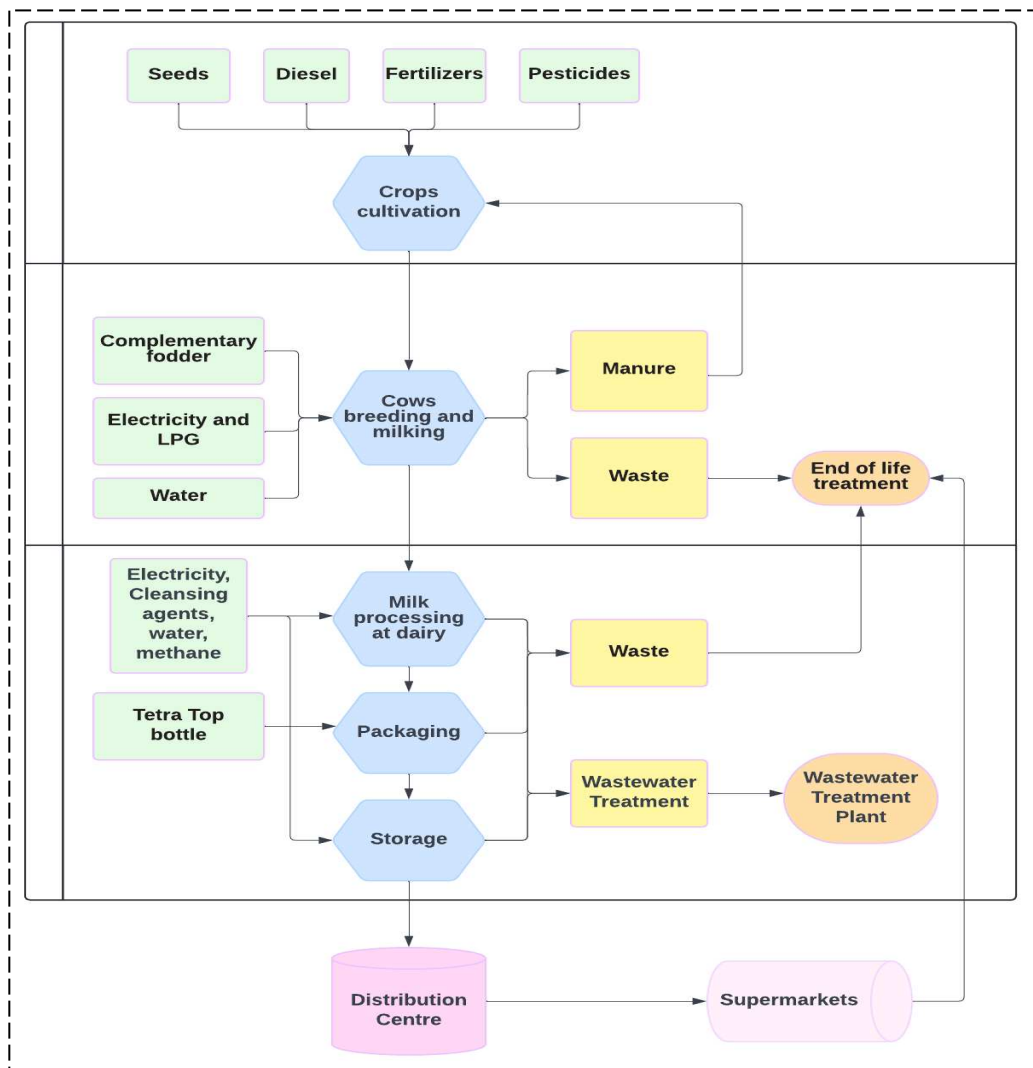 Seeds
Diesel
Fertilizers
Pesticides
Crops
cultivation
Complementary
fodder
Electricity and
LPG
Water
Cows
breeding and
milking
Manure
Waste
End of life
treatment
Electricity,
Cleansing
agents,
water,
methane
Tetra Top
bottle
Milk
processing
at dairy
Packaging
Storage
Waste
Wastewater
Treatment
Wastewater
Treatment
Plant
Distribution
Centre
Supermarkets